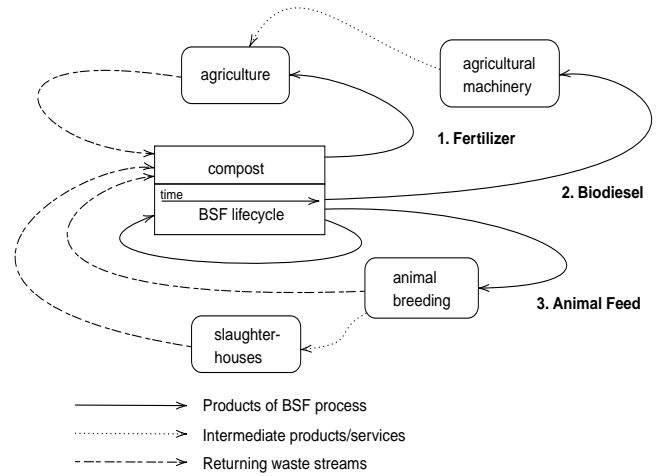 agriculture
agricultural
machinery
1. Fertilizer
compost
time
BSF lifecycle
2. Biodiesel
animal
breeding
3. Animal Feed
slaughter-
houses
Products of BSF process
Intermediate products/services
Returning waste streams